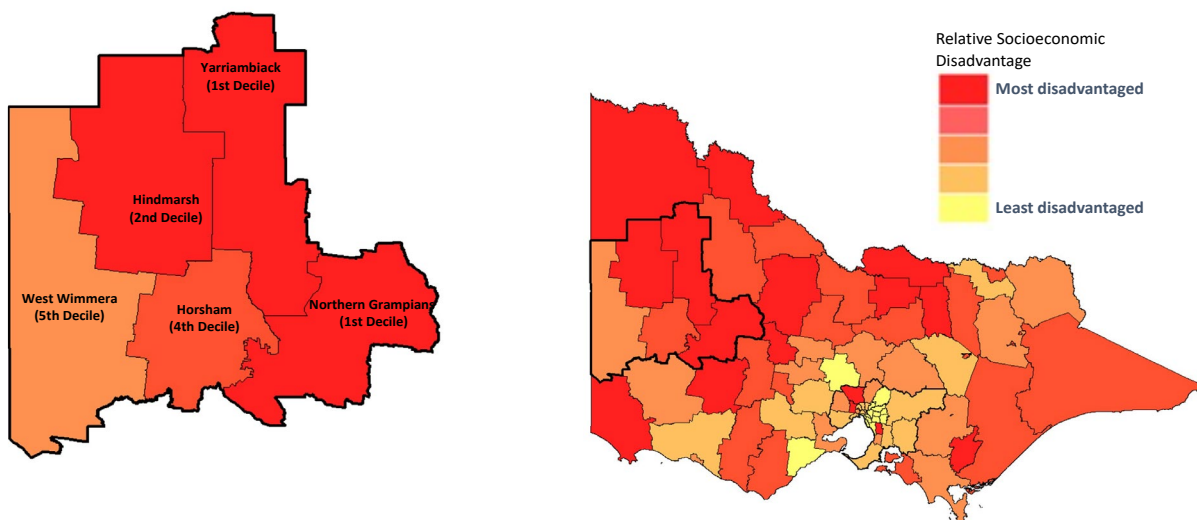 Yarriambiack
(1st Decile)
Hindmarsh
(2nd Decile)
West Wimmera
(5th Decile)
Horsham
(4th Decile)
Northern Grampians
(1st Decile)
Relative Socioeconomic
Disadvantage
Most disadvantaged
Least disadvantaged